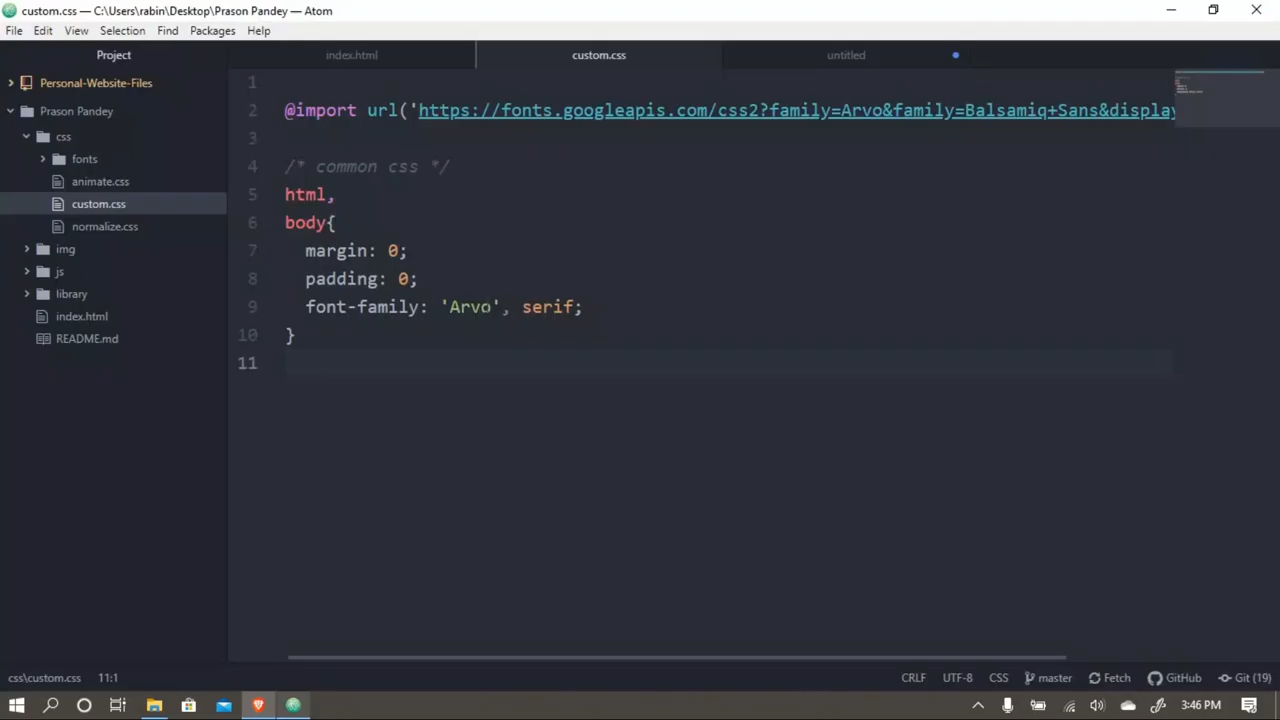 custom.css — C:\Users\rabin\Desktop\Prason Pandey — Atom
File Edit View Selection Find Packages Help
Project
index.html
custom.css
untitled
Personal-Website-Files
Prason Pandey
css
fonts
animate.css
custom.css
normalize.css
img
js
library
index.html
README.md
1
2 @import url('https://fonts.googleapis.com/css2?family=Arvo&family=Balsamiq+Sans&display
3
4 /* common css */
5 html,
6 body{
7 margin: 0;
8 padding: 0;
9 font-family: 'Arvo', serif;
10 }
11
css\custom.css 11:1 CRLF UTF-8 CSS master Fetch GitHub Git (19)
3:46 PM